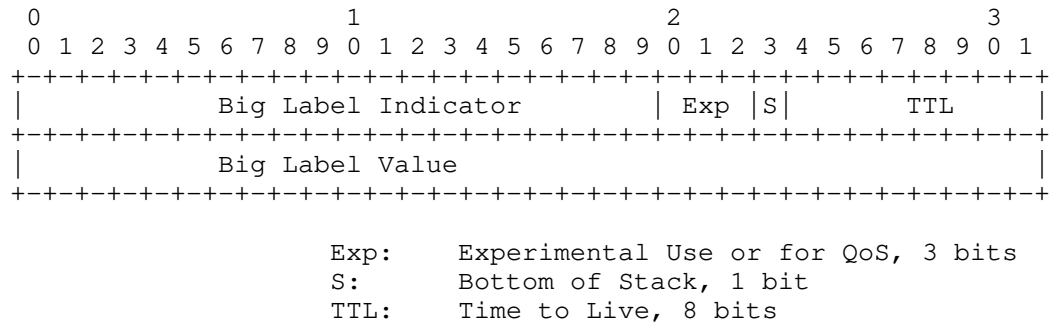 0                   1                   2                   3
 0 1 2 3 4 5 6 7 8 9 0 1 2 3 4 5 6 7 8 9 0 1 2 3 4 5 6 7 8 9 0 1
+-+-+-+-+-+-+-+-+-+-+-+-+-+-+-+-+-+-+-+-+-+-+-+-+-+-+-+-+-+-+-+-+
|            Big Label Indicator        | Exp |S|       TTL     |
+-+-+-+-+-+-+-+-+-+-+-+-+-+-+-+-+-+-+-+-+-+-+-+-+-+-+-+-+-+-+-+-+
|            Big Label Value                                    |
+-+-+-+-+-+-+-+-+-+-+-+-+-+-+-+-+-+-+-+-+-+-+-+-+-+-+-+-+-+-+-+-+
                    Exp:    Experimental Use or for QoS, 3 bits
                    S:      Bottom of Stack, 1 bit
                    TTL:    Time to Live, 8 bits